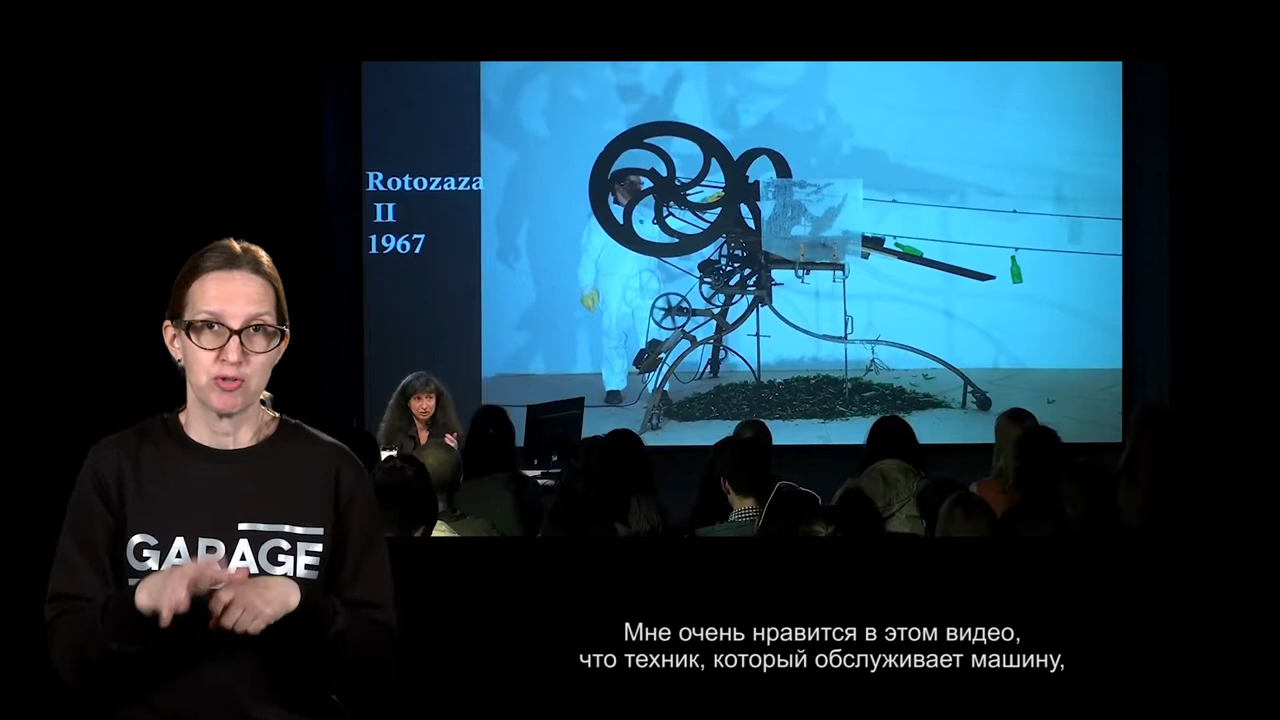 Rotozaza
II
1967
GARAGE
Мне очень нравится в этом видео,
что техник, который обслуживает машину,